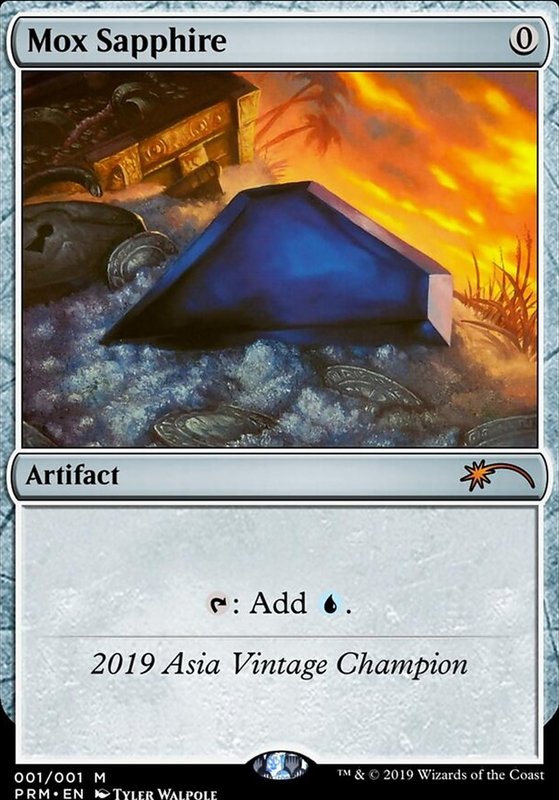 Mox Sapphire 0
Artifact
: Add .
2019 Asia Vintage Champion
001/001 M
PRM • EN Tyler Walpole
™ & © 2019 Wizards of the Coast